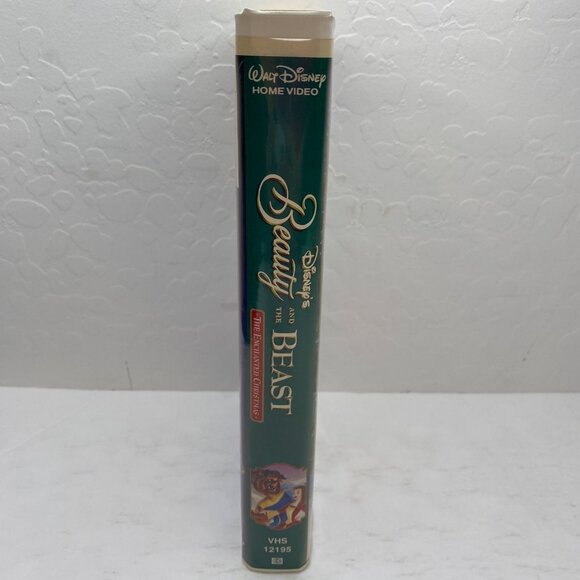 WALT DISNEY
HOME VIDEO
DISNEY'S
Beauty
AND THE
BEAST
THE ENCHANTED CHRISTMAS
VHS
12195